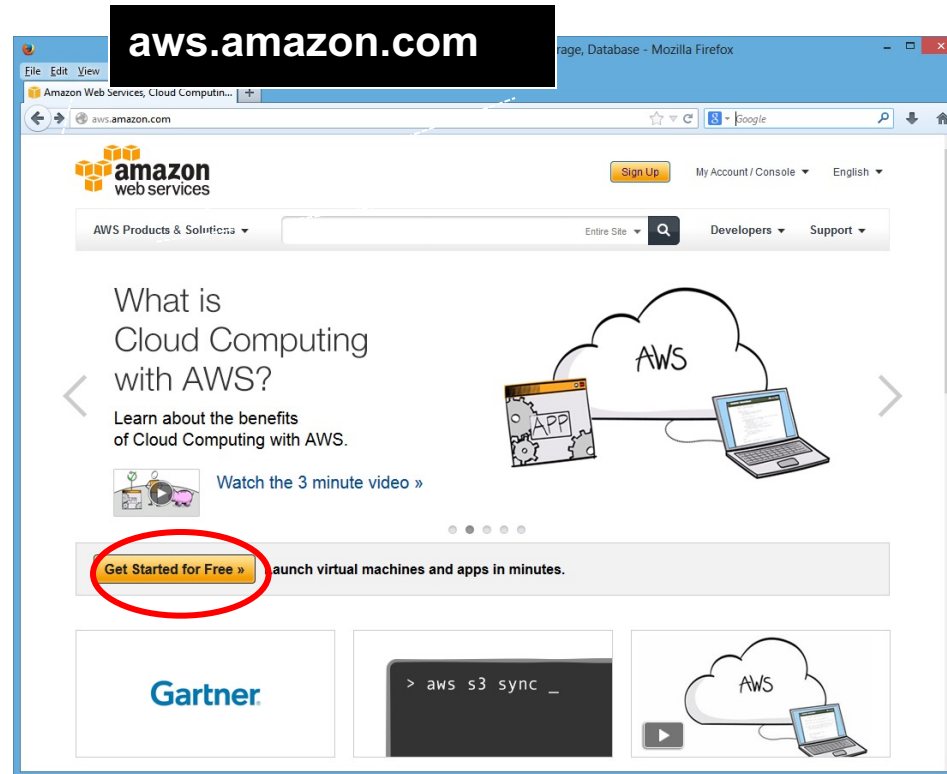 aws.amazon.com
rage, Database - Mozilla Firefox
File Edit View
Amazon Web Services, Cloud Computin...
aws.amazon.com
Google
amazon
web services
Sign Up
My Account / Console
English
AWS Products & Solutions
Entire Site
Developers
Support
What is
Cloud Computing
with AWS?
Learn about the benefits
of Cloud Computing with AWS.
Watch the 3 minute video »
AWS
APP
Get Started for Free »
Launch virtual machines and apps in minutes.
Gartner
> aws s3 sync _
AWS